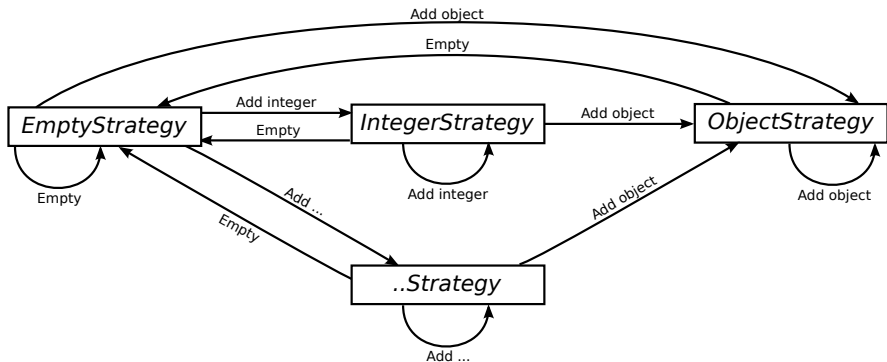 Add object
Empty
Add integer
EmptyStrategy
Empty
IntegerStrategy
Add object
ObjectStrategy
Empty
Add integer
Add object
Add ...
Empty
Add object
..Strategy
Add ...